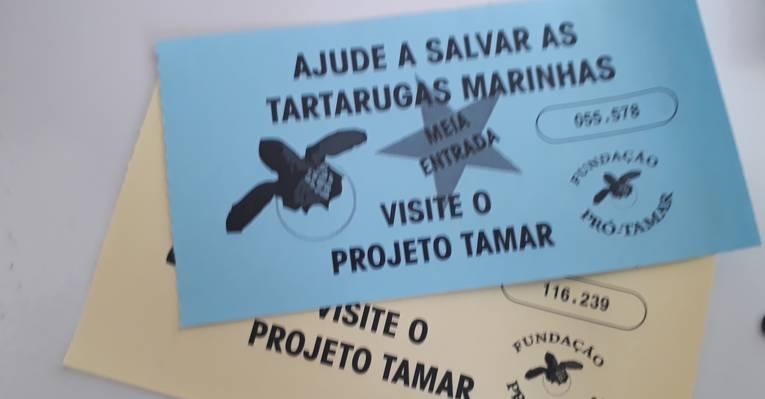 AJUDE A SALVAR AS
TARTARUGAS MARINHAS
MEIA
ENTRADA
055.578
VISITE O
PROJETO TAMAR
FUNDAÇÃO
PRÓ-TAMAR
116.239
VISITE O
PROJETO TAMAR
FUNDAÇÃO